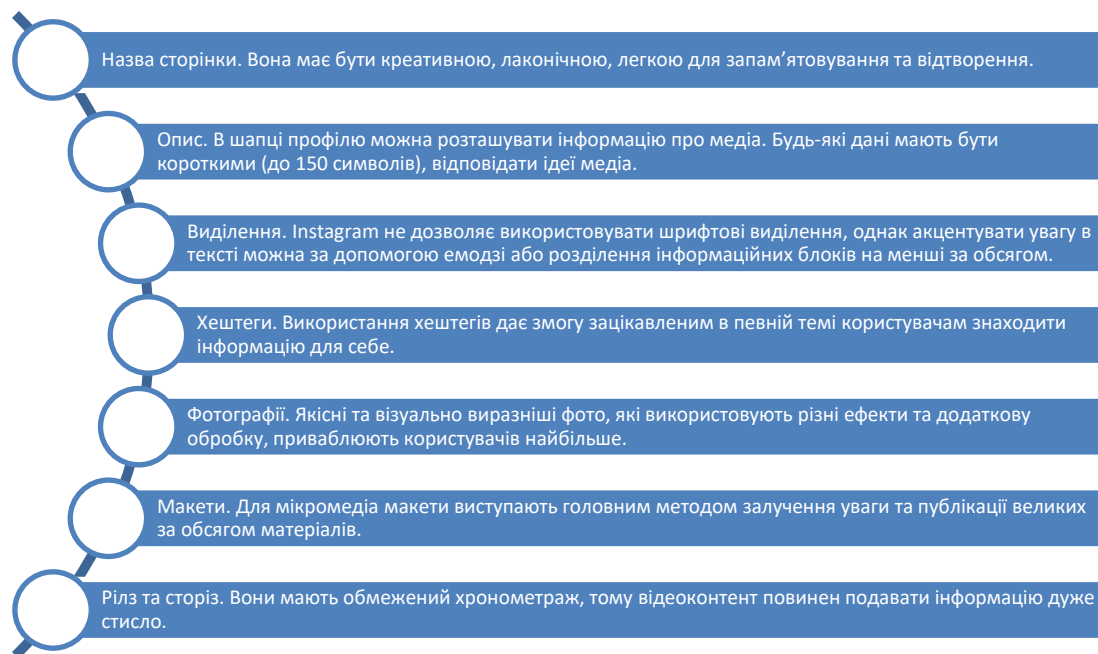 Назва сторінки. Вона має бути креативною, лаконічною, легкою для запам’ятовування та відтворення.
Опис. В шапці профілю можна розташувати інформацію про медіа. Будь-які дані мають бути
короткими (до 150 символів), відповідати ідеї медіа.
Виділення. Instagram не дозволяє використовувати шрифтові виділення, однак акцентувати увагу в
тексті можна за допомогою емодзі або розділення інформаційних блоків на менші за обсягом.
Хештеги. Використання хештегів дає змогу зацікавленим в певній темі користувачам знаходити
інформацію для себе.
Фотографії. Якісні та візуально виразніші фото, які використовують різні ефекти та додаткову
обробку, приваблюють користувачів найбільше.
Макети. Для мікромедіа макети виступають головним методом залучення уваги та публікації великих
за обсягом матеріалів.
Рілз та сторіз. Вони мають обмежений хронометраж, тому відеоконтент повинен подавати інформацію дуже
стисло.